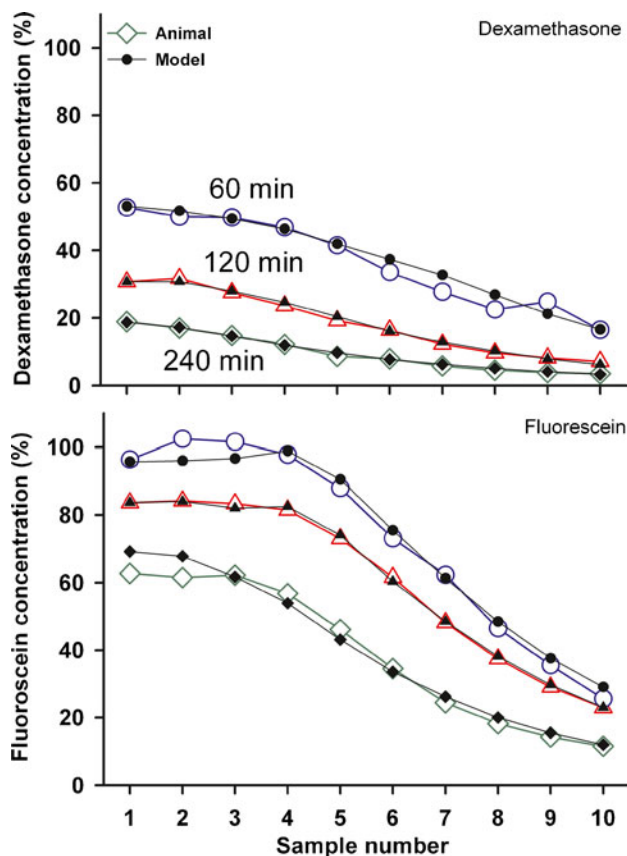 Dexamethasone concentration (%)
100
80
60
40
20
0
Animal
Model
Dexamethasone
60 min
120 min
240 min
Fluoroscein concentration (%)
100
80
60
40
20
0
Fluorescein
1 2 3 4 5 6 7 8 9 10
Sample number